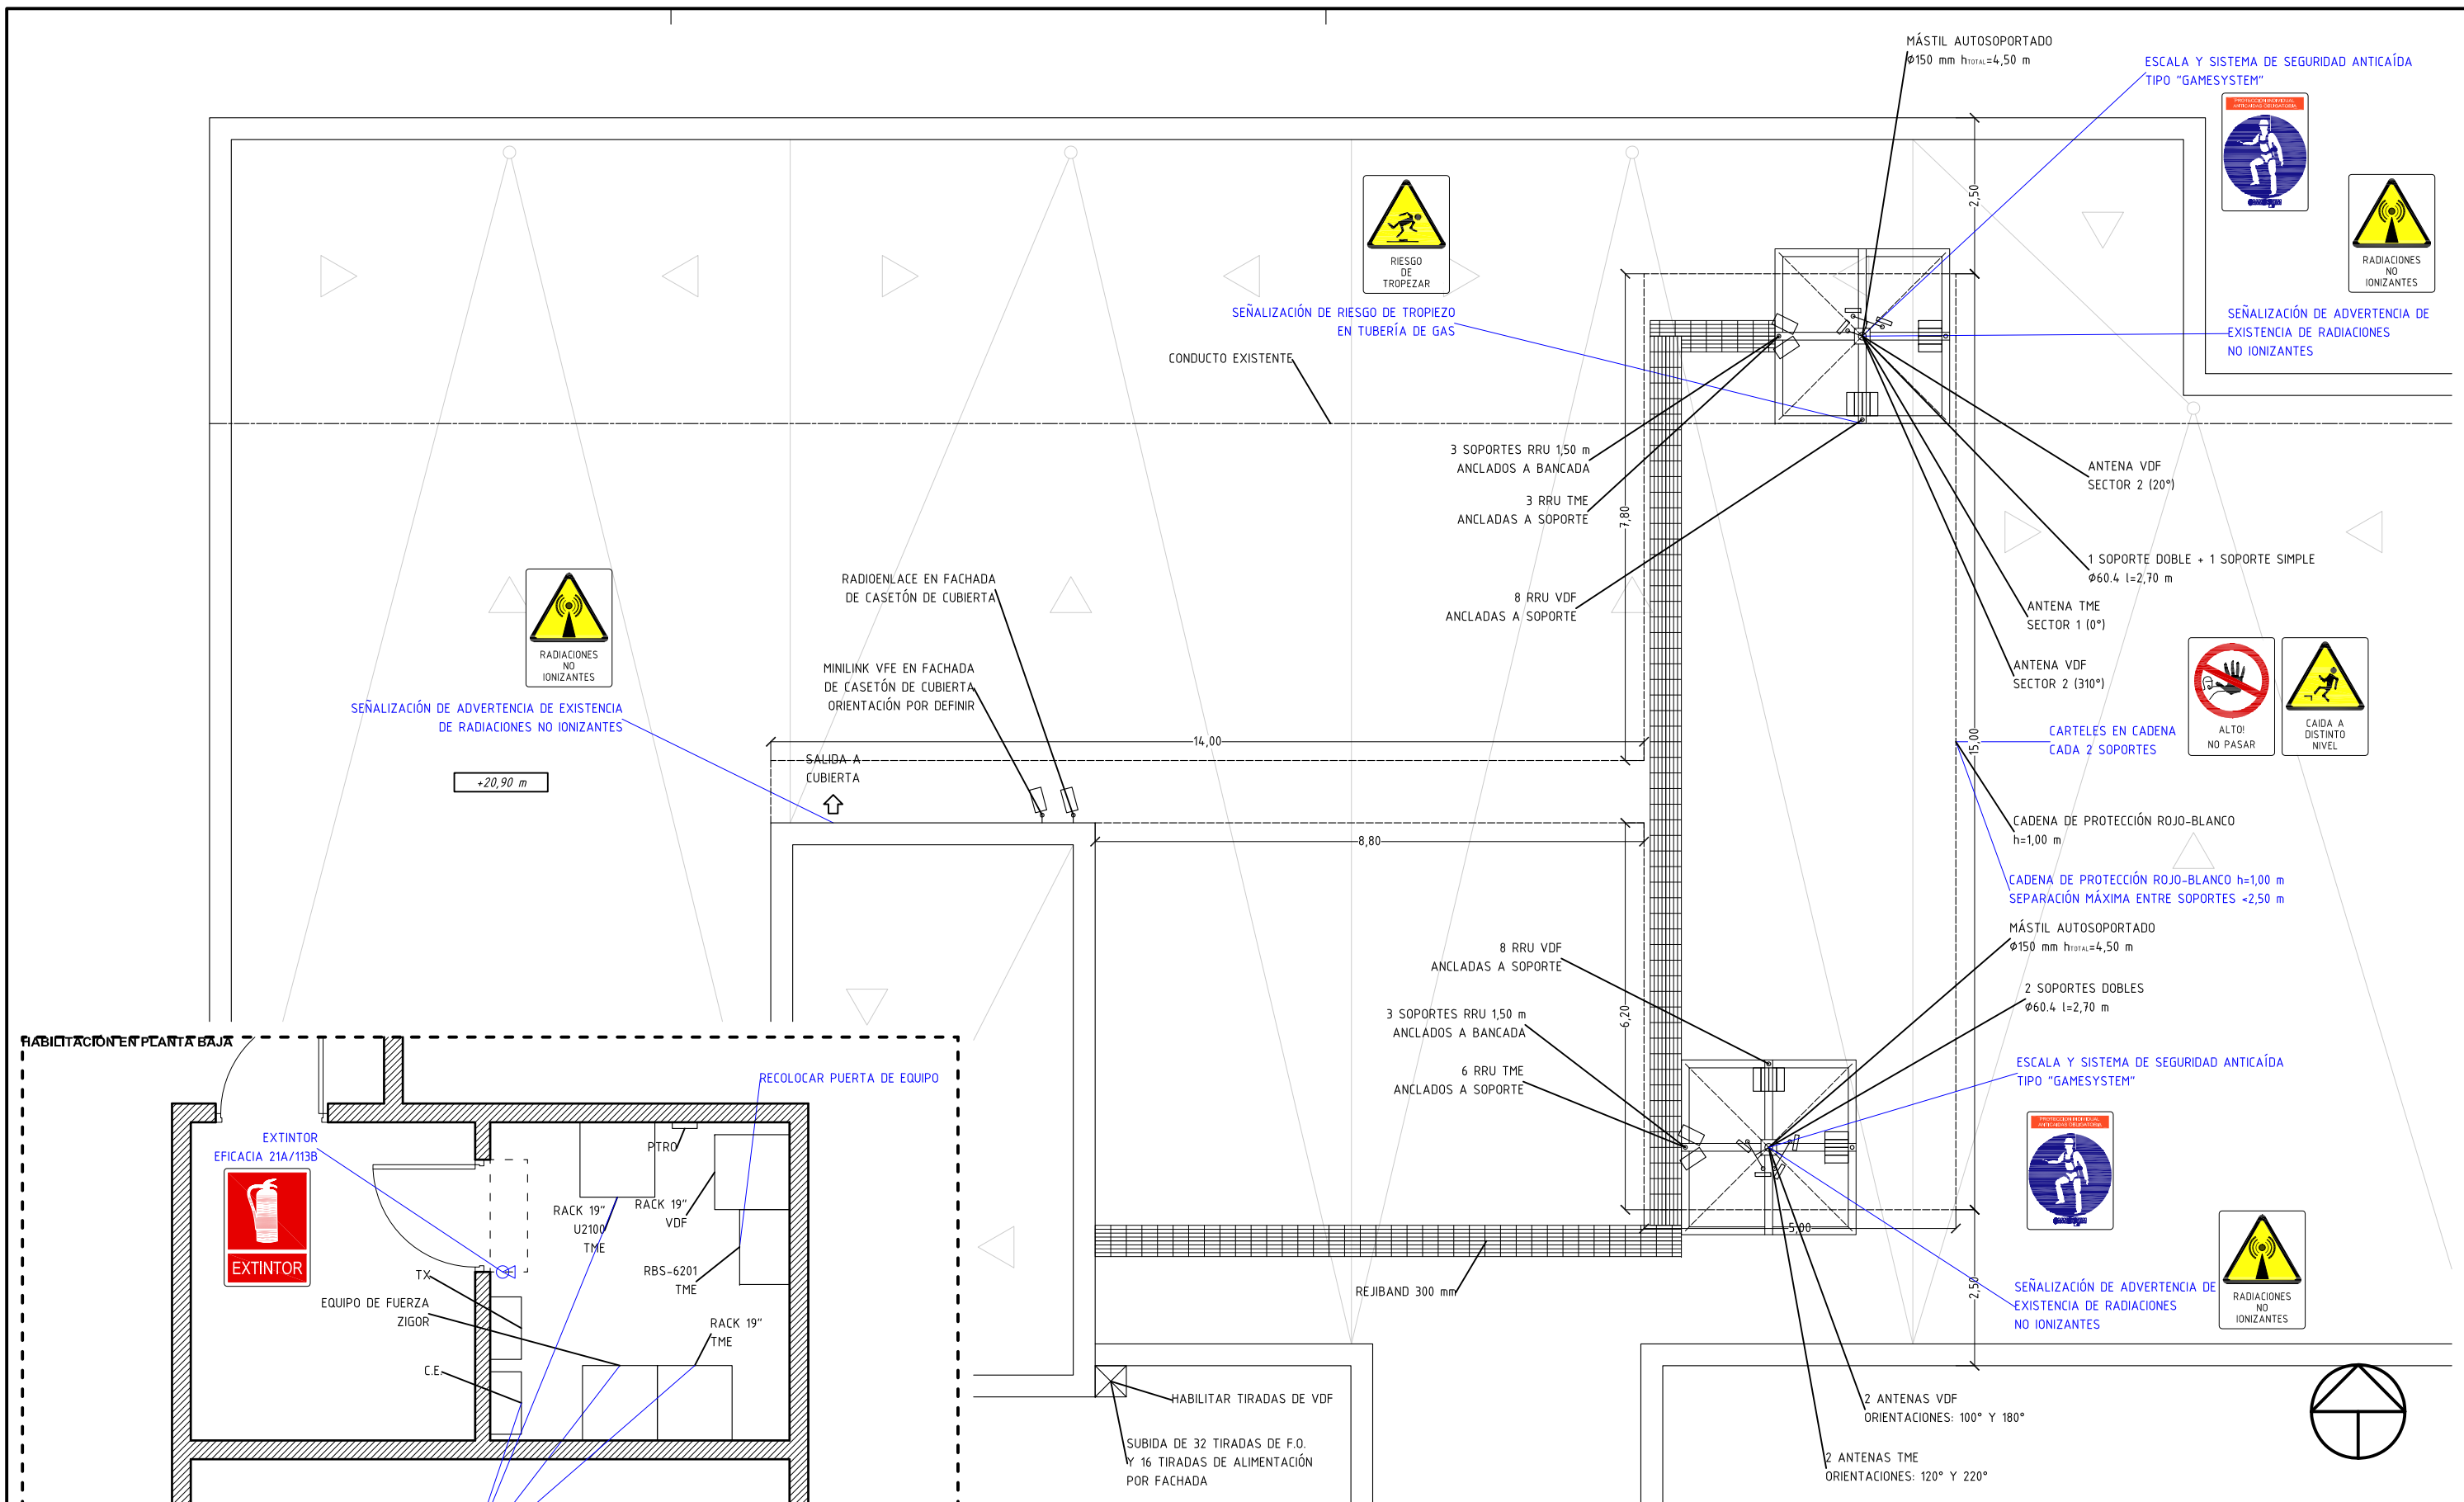 MÁSTIL AUTOSOPORTADO
Ø150 mm hTOTAL=4,50 m
ESCALA Y SISTEMA DE SEGURIDAD ANTICAÍDA
TIPO "GAMESYSTEM"
PROTECCION INDIVIDUAL
ANTICAIDAS OBLIGATORIA
2,50
RADIACIONES
NO
IONIZANTES
RIESGO
DE
TROPEZAR
SEÑALIZACIÓN DE RIESGO DE TROPIEZO
EN TUBERÍA DE GAS
SEÑALIZACIÓN DE ADVERTENCIA DE
EXISTENCIA DE RADIACIONES
NO IONIZANTES
CONDUCTO EXISTENTE
3 SOPORTES RRU 1,50 m
ANCLADOS A BANCADA
3 RRU TME
ANCLADAS A SOPORTE
7,80
ANTENA VDF
SECTOR 2 (20°)
1 SOPORTE DOBLE + 1 SOPORTE SIMPLE
Ø60.4 l=2,70 m
RADIOENLACE EN FACHADA
DE CASETÓN DE CUBIERTA
8 RRU VDF
ANCLADAS A SOPORTE
ANTENA TME
SECTOR 1 (0°)
RADIACIONES
NO
IONIZANTES
MINILINK VFE EN FACHADA
DE CASETÓN DE CUBIERTA
ORIENTACIÓN POR DEFINIR
ANTENA VDF
SECTOR 2 (310°)
SEÑALIZACIÓN DE ADVERTENCIA DE EXISTENCIA
DE RADIACIONES NO IONIZANTES
14,00
15,00
CARTELES EN CADENA
CADA 2 SOPORTES
ALTO!
NO PASAR
CAIDA A
DISTINTO
NIVEL
SALIDA A
CUBIERTA
+20,90 m
CADENA DE PROTECCIÓN ROJO-BLANCO
h=1,00 m
8,80
CADENA DE PROTECCIÓN ROJO-BLANCO h=1,00 m
SEPARACIÓN MÁXIMA ENTRE SOPORTES <2,50 m
8 RRU VDF
ANCLADAS A SOPORTE
MÁSTIL AUTOSOPORTADO
Ø150 mm hTOTAL=4,50 m
3 SOPORTES RRU 1,50 m
ANCLADOS A BANCADA
6,20
2 SOPORTES DOBLES
Ø60.4 l=2,70 m
HABILITACIÓN EN PLANTA BAJA
RECOLOCAR PUERTA DE EQUIPO
6 RRU TME
ANCLADOS A SOPORTE
ESCALA Y SISTEMA DE SEGURIDAD ANTICAÍDA
TIPO "GAMESYSTEM"
PROTECCION INDIVIDUAL
ANTICAIDAS OBLIGATORIA
EXTINTOR
EFICACIA 21A/113B
EXTINTOR
PTRO
RACK 19"
U2100
TME
RACK 19"
VDF
5,00
RBS-6201
TME
TX
EQUIPO DE FUERZA
ZIGOR
RACK 19"
TME
C.E.
REJIBAND 300 mm
2,50
SEÑALIZACIÓN DE ADVERTENCIA DE
EXISTENCIA DE RADIACIONES
NO IONIZANTES
RADIACIONES
NO
IONIZANTES
HABILITAR TIRADAS DE VDF
2 ANTENAS VDF
ORIENTACIONES: 100° Y 180°
SUBIDA DE 32 TIRADAS DE F.O.
Y 16 TIRADAS DE ALIMENTACIÓN
POR FACHADA
2 ANTENAS TME
ORIENTACIONES: 120° Y 220°